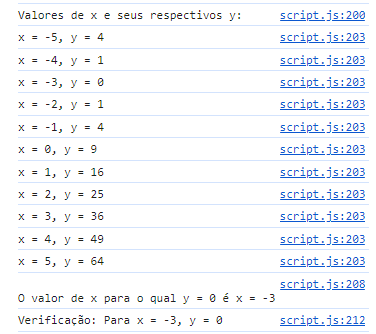 Valores de x e seus respectivos y: script.js:200
x = -5, y = 4 script.js:203
x = -4, y = 1 script.js:203
x = -3, y = 0 script.js:203
x = -2, y = 1 script.js:203
x = -1, y = 4 script.js:203
x = 0, y = 9 script.js:203
x = 1, y = 16 script.js:203
x = 2, y = 25 script.js:203
x = 3, y = 36 script.js:203
x = 4, y = 49 script.js:203
x = 5, y = 64 script.js:203
script.js:208
O valor de x para o qual y = 0 é x = -3
Verificação: Para x = -3, y = 0 script.js:212